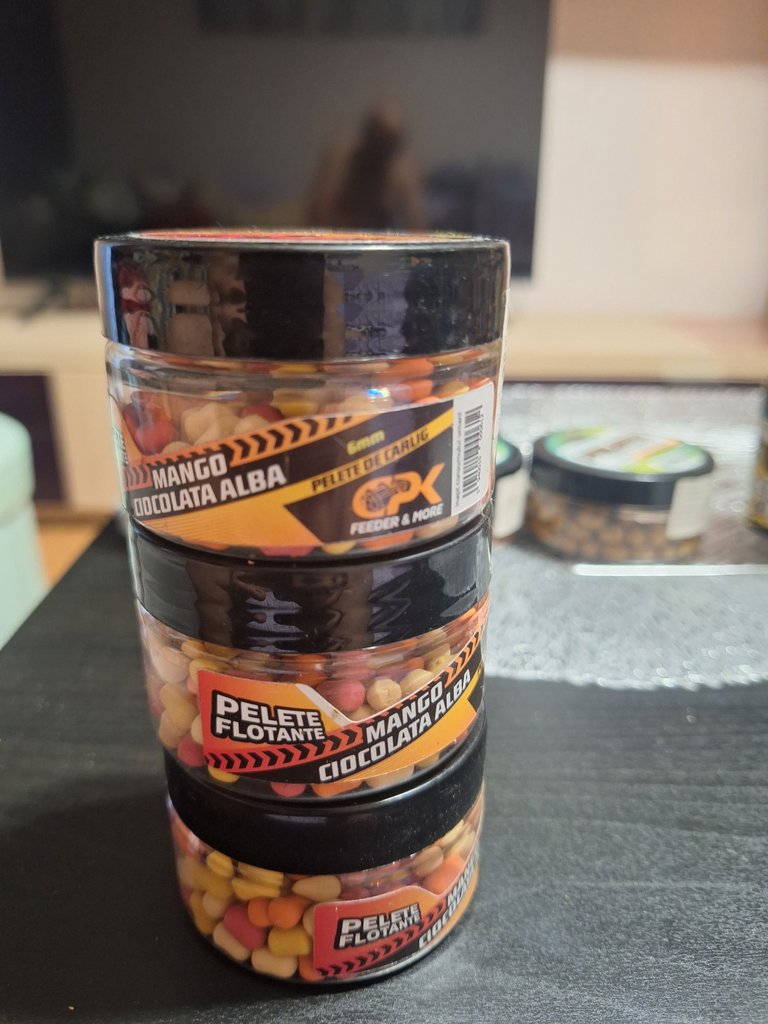 MANGO
CIOCOLATA ALBA
6mm
PELETE DE CARLIG
CPK
FEEDER & MORE
PELETE
FLOTANTE
MANGO
CIOCOLATA ALBA
PELETE
FLOTANTE